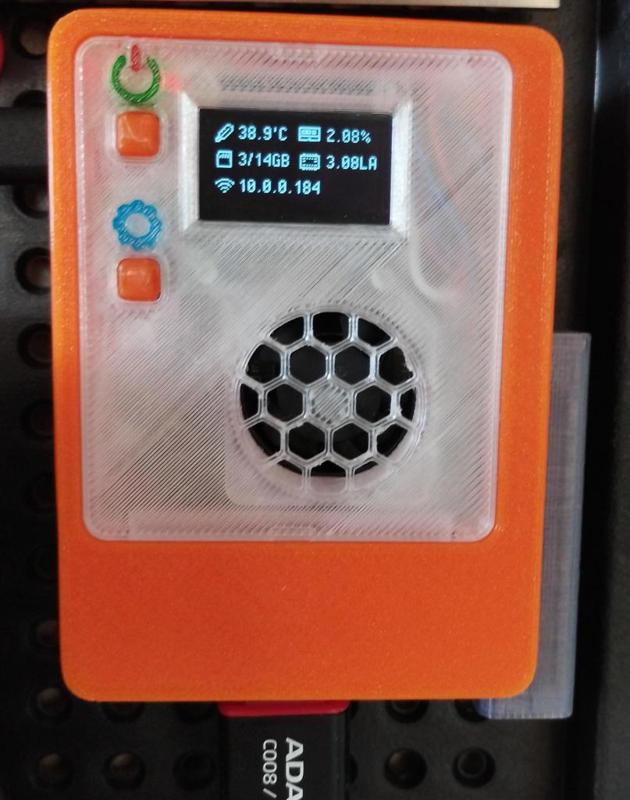 38.9'C 2.08%
3/14GB 3.08LA
10.0.0.184
ADA
C008 /